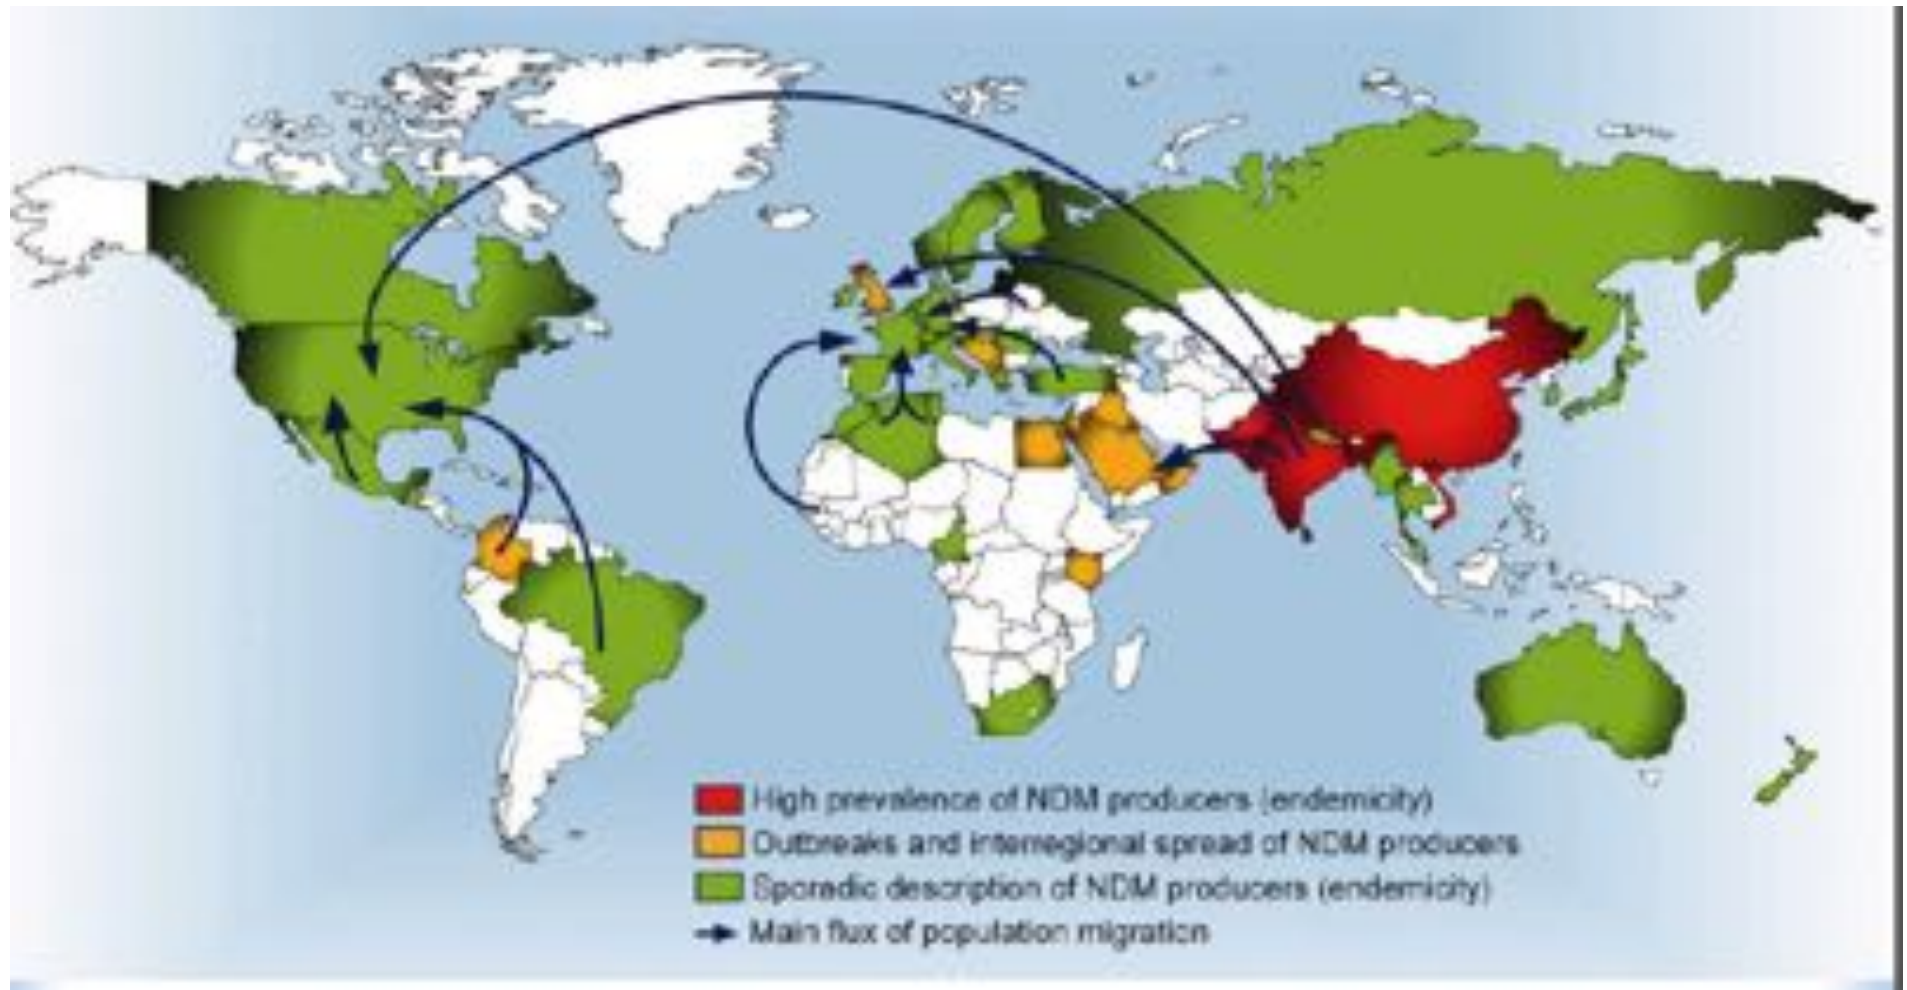 High prevalence of NDM producers (endemicity)
Outbreaks and interregional spread of NDM producers
Sporadic description of NDM producers (endemicity)
Main flux of population migration